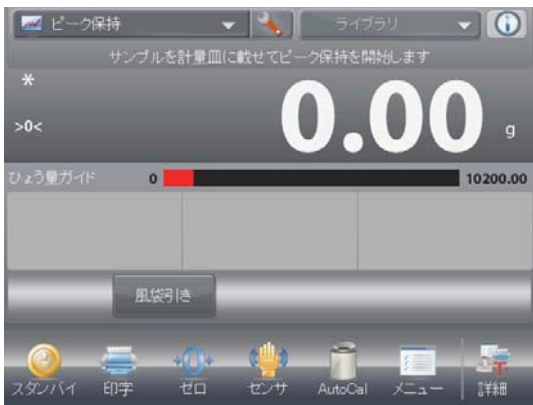 ピーク保持 ライブラリ
サンプルを計量皿に載せてピーク保持を開始します
*
0.00 g
>0<
ひょう量ガイド 0 10200.00
風袋引き
スタンバイ 印字 ゼロ センサ AutoCal メニュー 詳細